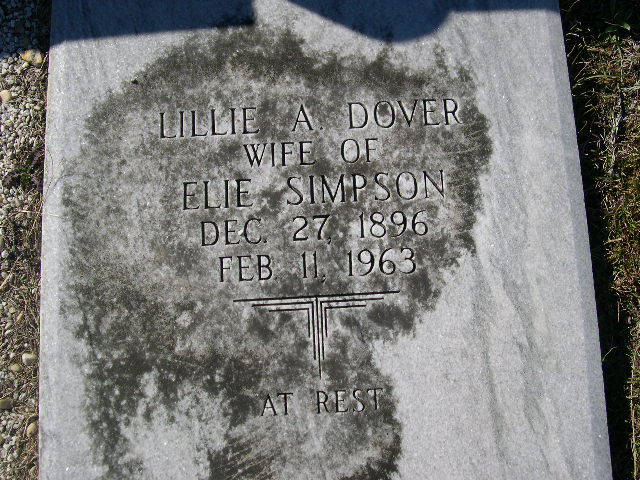 LILLIE A. DOVER
WIFE OF
ELIE SIMPSON
DEC. 27, 1896
FEB 11, 1963
AT REST